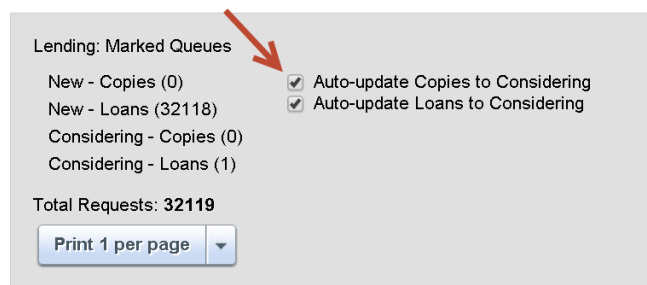 Lending: Marked Queues
New - Copies (0)
Auto-update Copies to Considering
New - Loans (32118)
Auto-update Loans to Considering
Considering - Copies (0)
Considering - Loans (1)
Total Requests: 32119
Print 1 per page